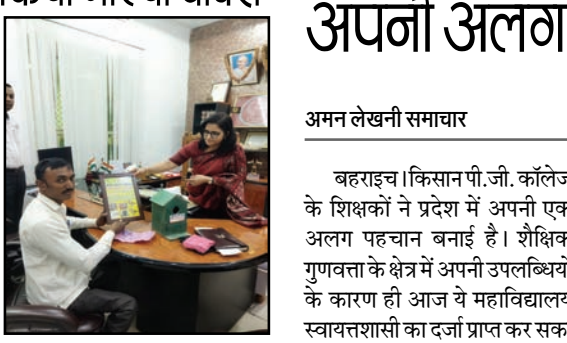 अपनी अलग
अमन लेखनी समाचार
बहराइच।किसान पी.जी. कॉलेज
के शिक्षकों ने प्रदेश में अपनी एक
अलग पहचान बनाई है। शैक्षिक
गुणवत्ता के क्षेत्र में अपनी उपलब्धियों
के कारण ही आज ये महाविद्यालय
स्वायत्तशासी का दर्जा प्राप्त कर सका